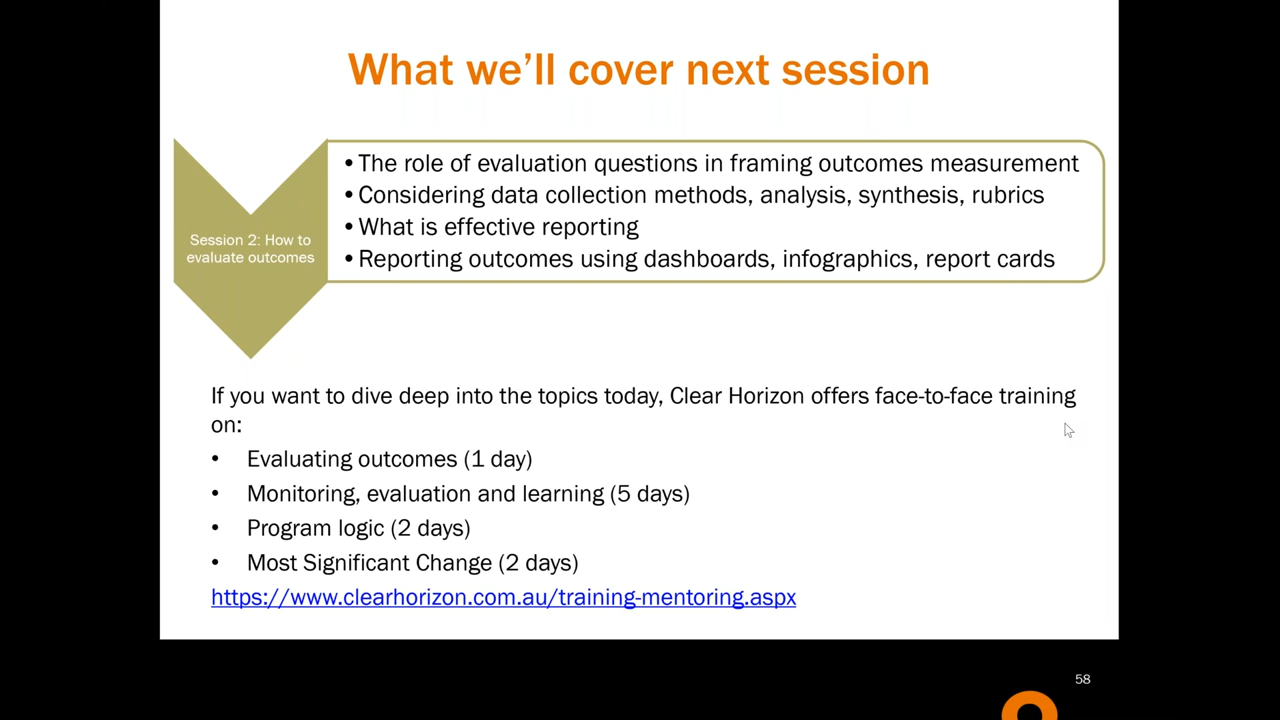 What we’ll cover next session
Session 2: How to
evaluate outcomes
•The role of evaluation questions in framing outcomes measurement
•Considering data collection methods, analysis, synthesis, rubrics
•What is effective reporting
•Reporting outcomes using dashboards, infographics, report cards
If you want to dive deep into the topics today, Clear Horizon offers face-to-face training
on:
• Evaluating outcomes (1 day)
• Monitoring, evaluation and learning (5 days)
• Program logic (2 days)
• Most Significant Change (2 days)
https://www.clearhorizon.com.au/training-mentoring.aspx
58